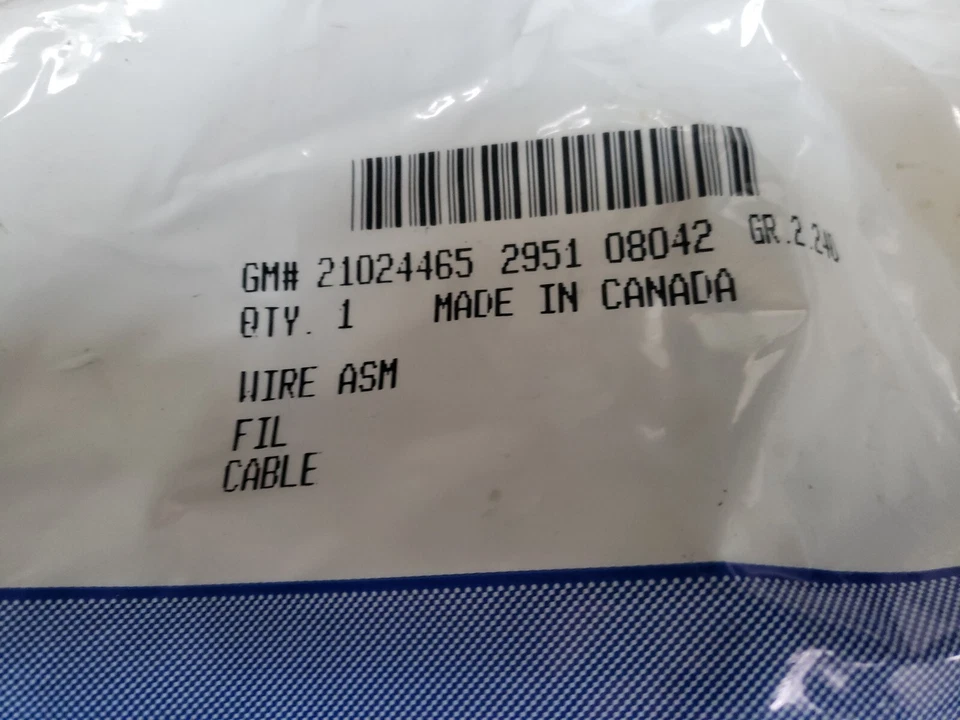 GM# 21024465 2951 08042 GR.2.240
QTY. 1 MADE IN CANADA
WIRE ASM
FIL
CABLE